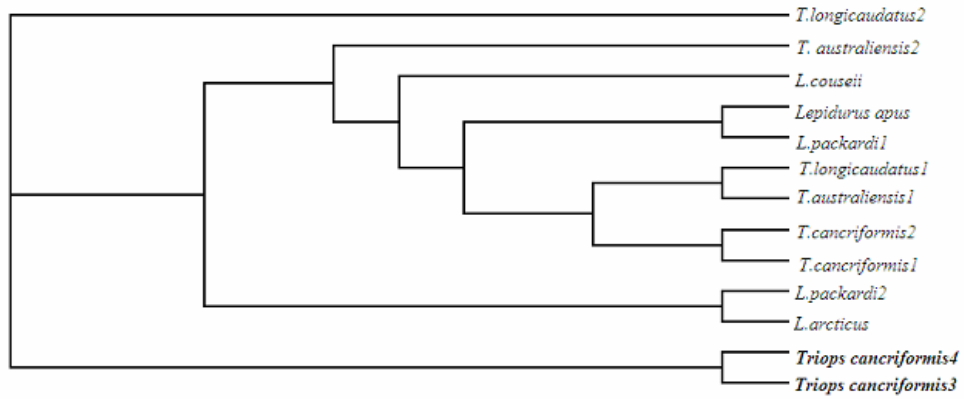 T.longicaudatus2
T. australiensis2
L.couseii
Lepidurus apus
L.packardi1
T.longicaudatus1
T.australiensis1
T.cancriformis2
T.cancriformis1
L.packardi2
L.arcticus
Triops cancriformis4
Triops cancriformis3